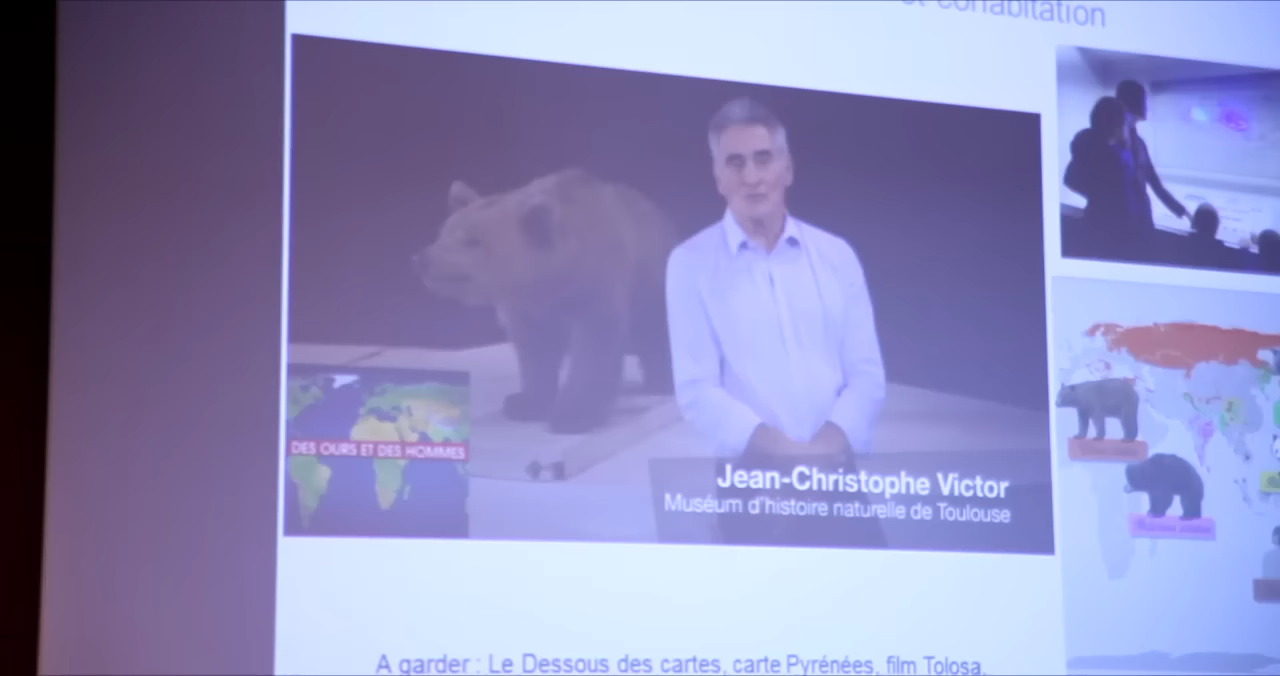 et cohabitation
DES OURS ET DES HOMMES
Jean-Christophe Victor
Muséum d'histoire naturelle de Toulouse
A garder : Le Dessous des cartes, carte Pyrénées, film Tolosa,